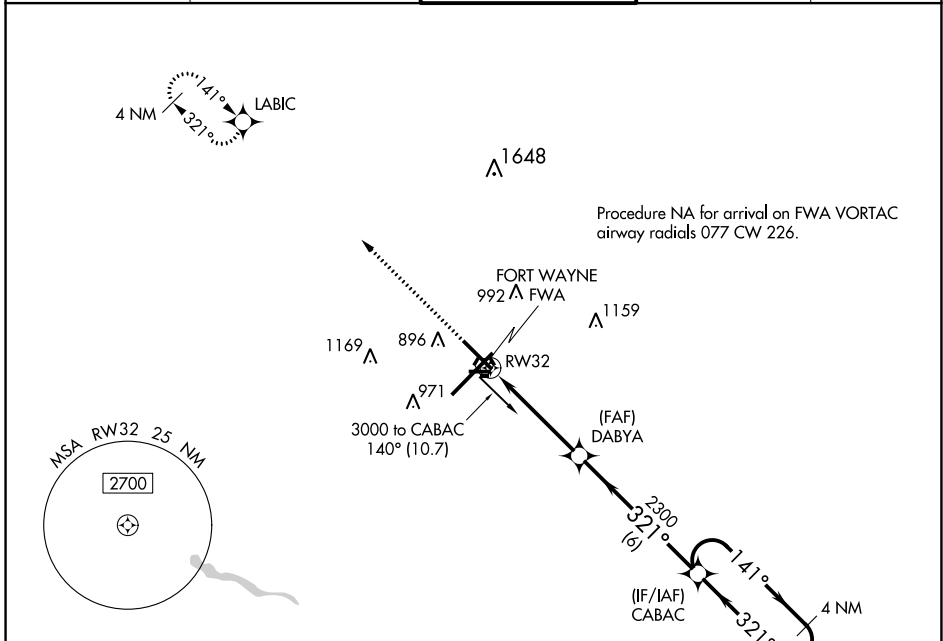 141°
LABIC
4 NM
321°
1648
Procedure NA for arrival on FWA VORTAC
airway radials 077 CW 226.
FORT WAYNE
992
FWA
1159
896
1169
RW32
971
3000 to CABAC
140° (10.7)
(FAF)
DABYA
MSA RW32 25 NM
2700
2300
321°
(6)
141°
(IF/IAF)
CABAC
4 NM
321°